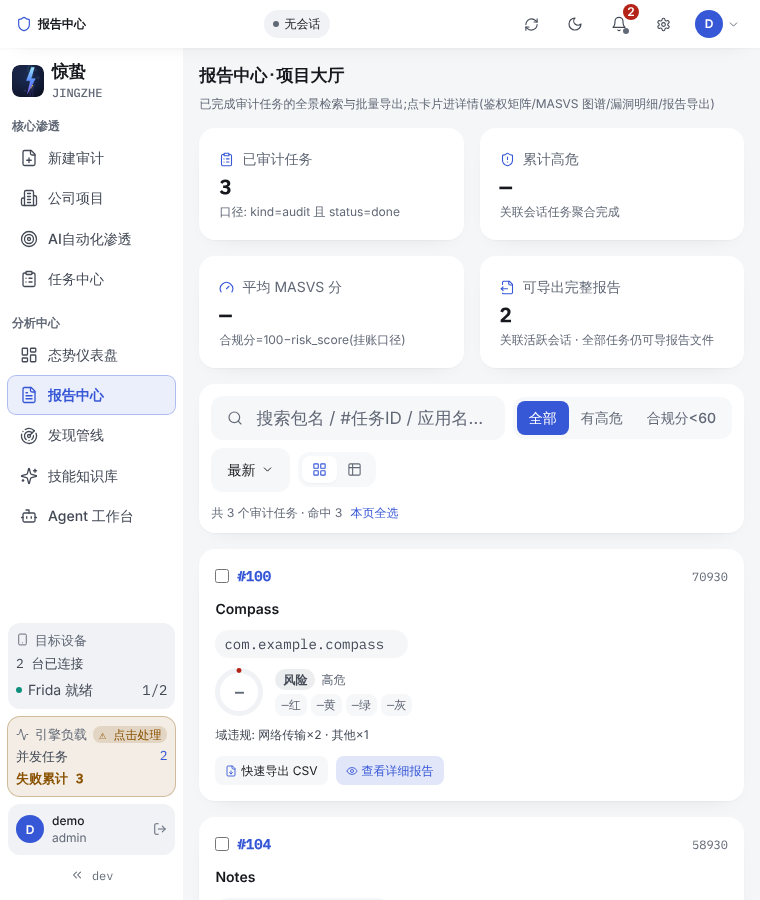 报告中心
无会话
2
D
惊蛰
JINGZHE
核心渗透
新建审计
公司项目
AI自动化渗透
任务中心
分析中心
态势仪表盘
报告中心
发现管线
技能知识库
Agent 工作台
目标设备
2 台已连接
Frida 就绪 1/2
引擎负载 ⚠ 点击处理
并发任务 2
失败累计 3
D
demo
admin
dev
报告中心·项目大厅
已完成审计任务的全景检索与批量导出;点卡片进详情(鉴权矩阵/MASVS 图谱/漏洞明细/报告导出)
已审计任务
3
口径: kind=audit 且 status=done
累计高危
—
关联会话任务聚合完成
平均 MASVS 分
—
合规分=100−risk_score(挂账口径)
可导出完整报告
2
关联活跃会话 · 全部任务仍可导报告文件
搜索包名 / #任务ID / 应用名...
全部 有高危 合规分<60
最新
共 3 个审计任务 · 命中 3 本页全选
#100 70930
Compass
com.example.compass
—
风险 高危
—红 —黄 —绿 —灰
域违规: 网络传输×2 · 其他×1
快速导出 CSV 查看详细报告
#104 58930
Notes